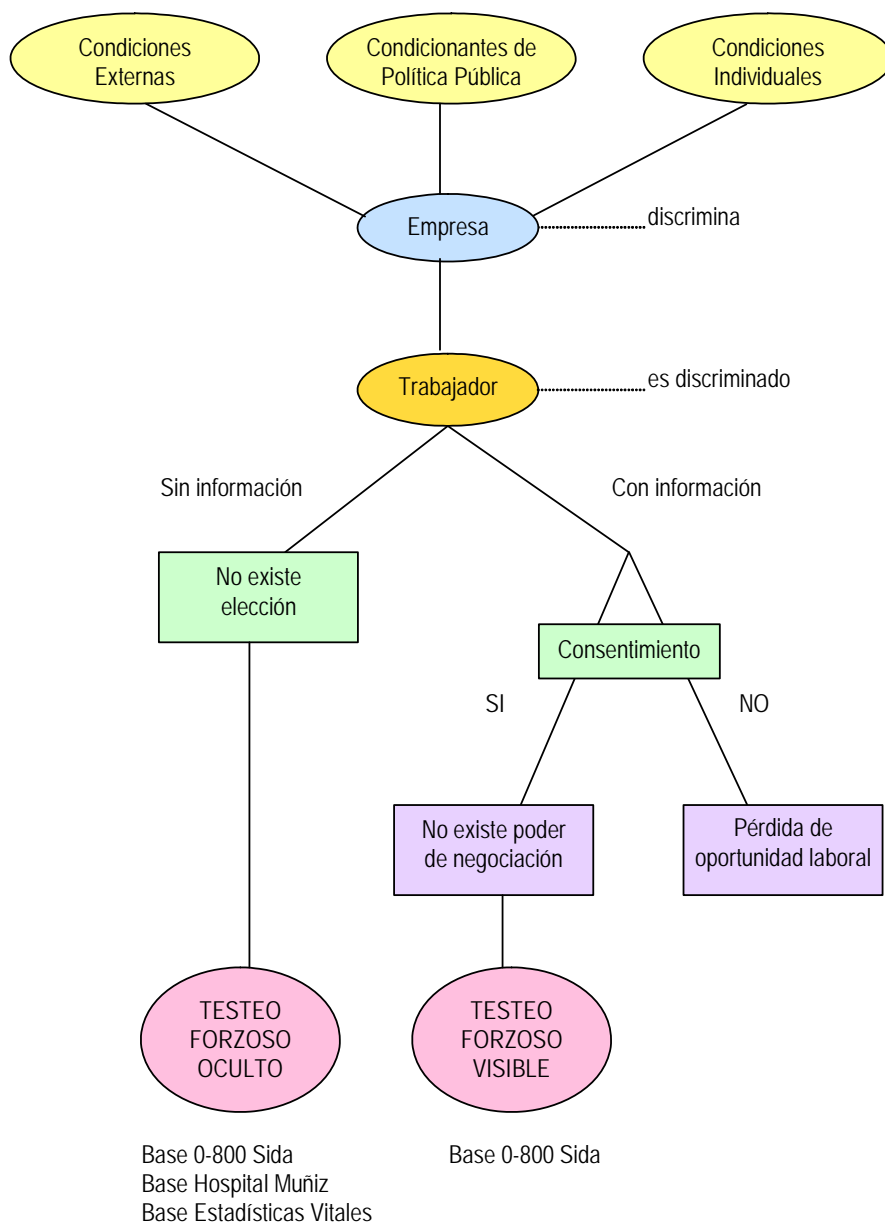 Condiciones
Externas
Condicionantes de
Política Pública
Condiciones
Individuales
Empresa
discrimina
Trabajador
es discriminado
Sin información
Con información
No existe
elección
Consentimiento
SI
NO
No existe poder
de negociación
Pérdida de
oportunidad laboral
TESTEO
FORZOSO
OCULTO
TESTEO
FORZOSO
VISIBLE
Base 0-800 Sida
Base Hospital Muñiz
Base Estadísticas Vitales
Base 0-800 Sida